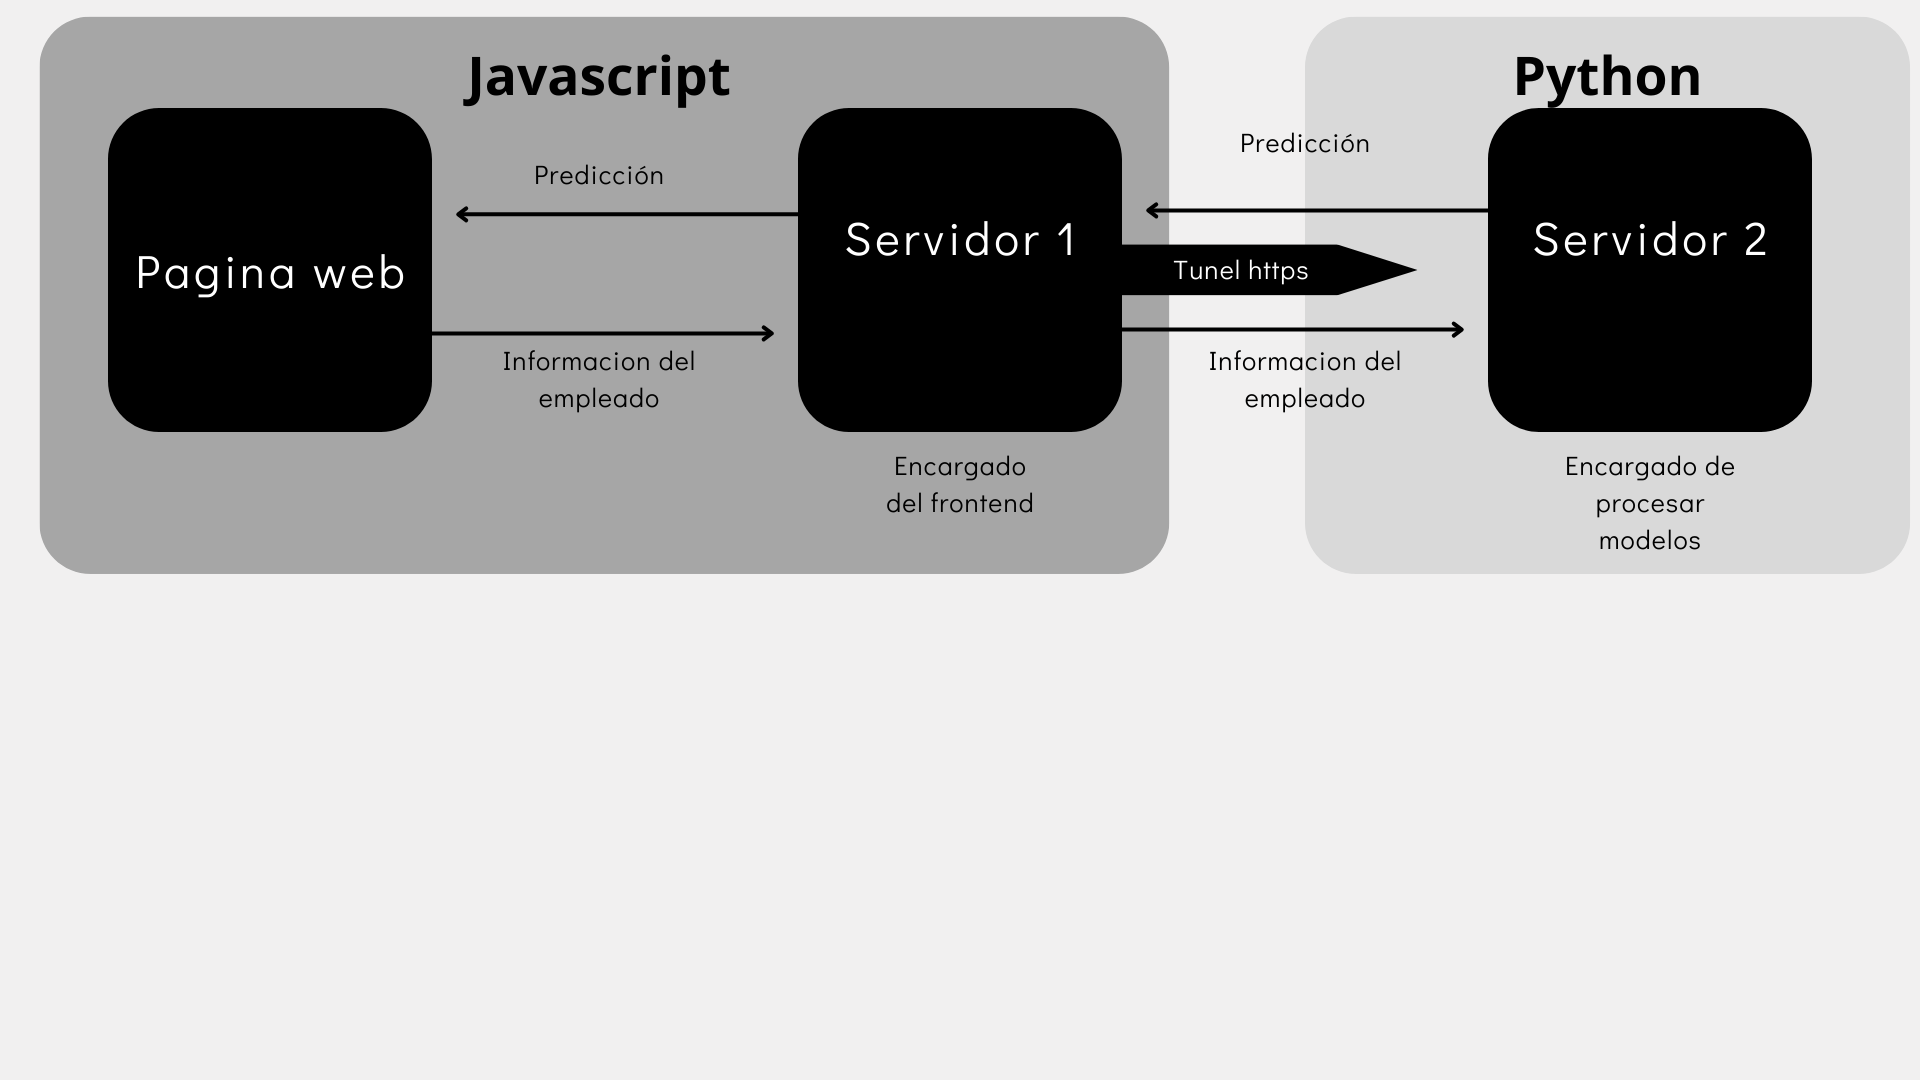 Javascript
Python
Pagina web
Predicción
Informacion del
empleado
Servidor 1
Encargado
del frontend
Predicción
Tunel https
Informacion del
empleado
Servidor 2
Encargado de
procesar
modelos